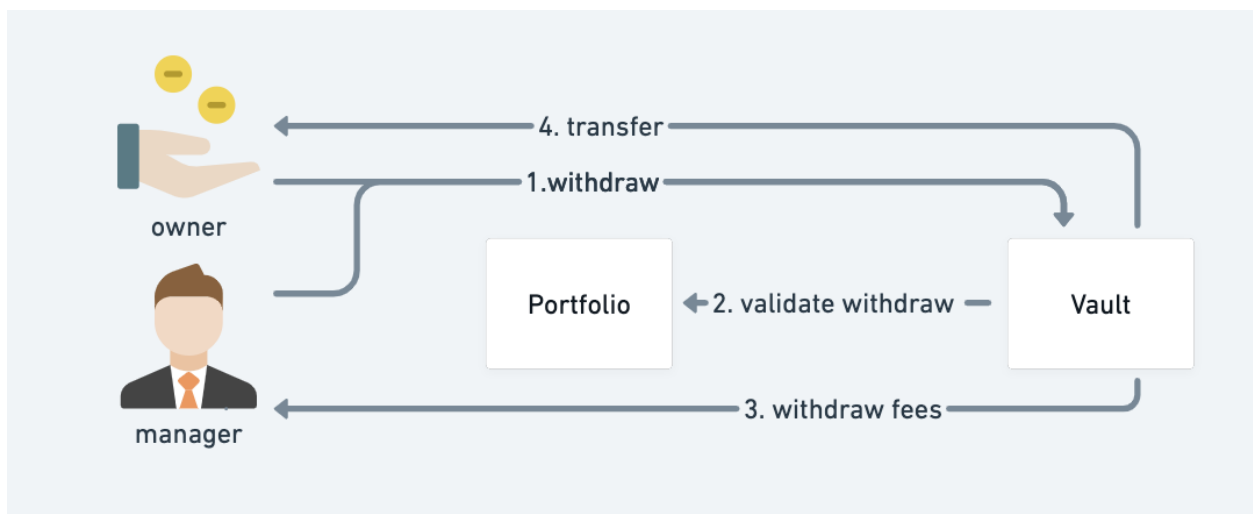 4. transfer
1.withdraw
owner
Portfolio
2. validate withdraw
Vault
3. withdraw fees
manager